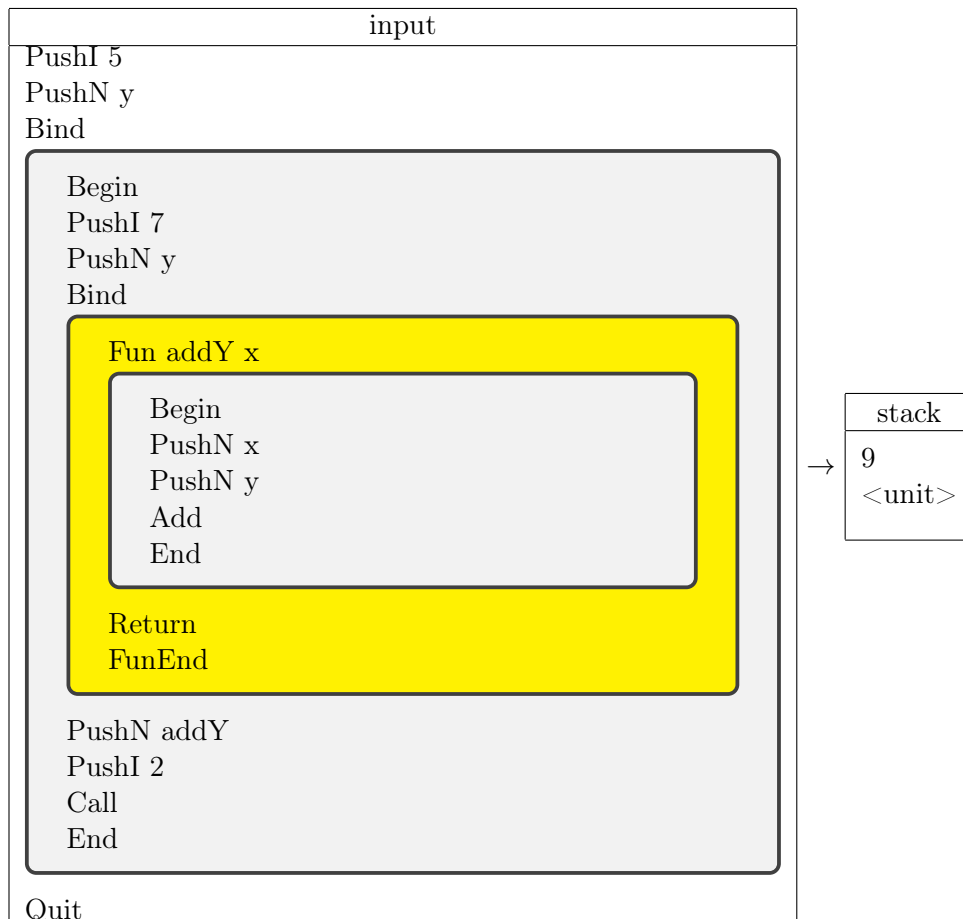 input
PushI 5
PushN y
Bind
Begin
PushI 7
PushN y
Bind
Fun addY x
Begin
PushN x
PushN y
Add
End
Return
FunEnd
PushN addY
PushI 2
Call
End
Quit
→
stack
9
<unit>